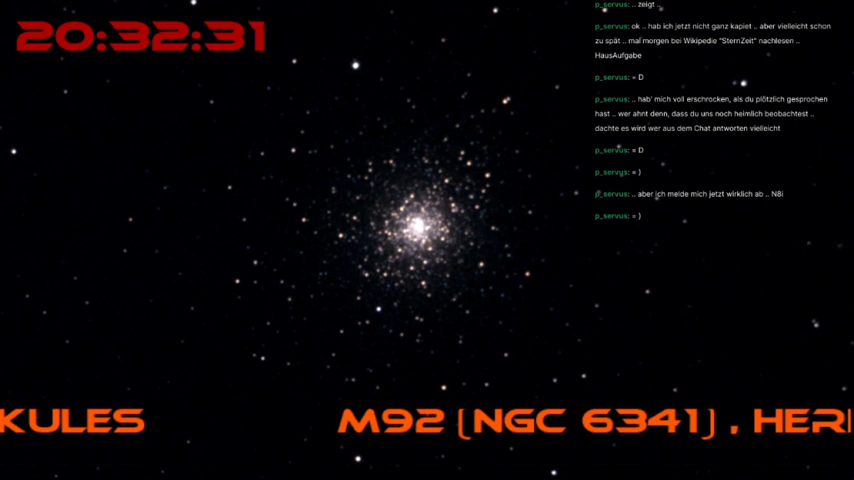 20:32:31
p_servus: .. zeigt ..
p_servus: ok .. hab ich jetzt nicht ganz kapiet .. aber vielleicht schon
zu spät .. mal morgen bei Wikipedie "SternZeit" nachlesen ..
HausAufgabe
p_servus: = D
p_servus: .. hab' mich voll erschrocken, als du plötzlich gesprochen
hast .. wer ahnt denn, dass du uns noch heimlich beobachtest ..
dachte es wird wer aus dem Chat antworten vielleicht
p_servus: = D
p_servus: = )
p_servus: .. aber ich melde mich jetzt wirklich ab .. N8i
p_servus: = )
KULES M92 (NGC 6341) , HER